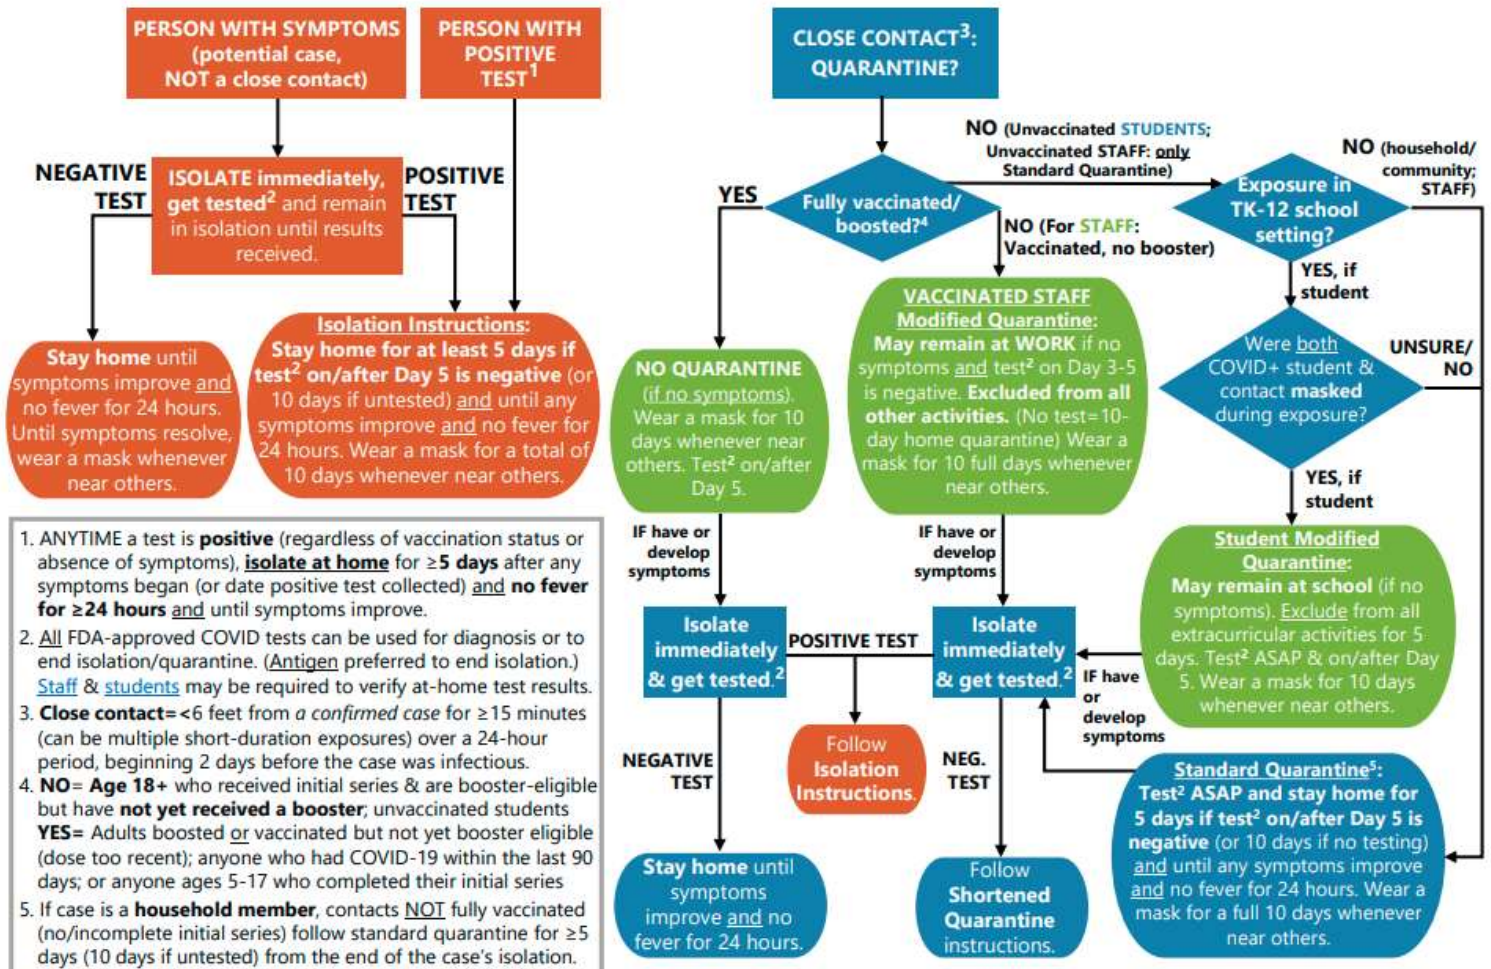 PERSON WITH SYMPTOMS
(potential case,
NOT a close contact)
PERSON WITH
POSITIVE
TEST1
NEGATIVE
TEST
ISOLATE immediately,
get tested2 and remain
in isolation until results
received.
POSITIVE
TEST
Stay home until
symptoms improve and
no fever for 24 hours.
Until symptoms resolve,
wear a mask whenever
near others.
Isolation Instructions:
Stay home for at least 5 days if
test2 on/after Day 5 is negative (or
10 days if untested) and until any
symptoms improve and no fever for
24 hours. Wear a mask for a total of
10 days whenever near others.
1. ANYTIME a test is positive (regardless of vaccination status or
absence of symptoms), isolate at home for ≥5 days after any
symptoms began (or date positive test collected) and no fever
for ≥24 hours and until symptoms improve.
2. All FDA-approved COVID tests can be used for diagnosis or to
end isolation/quarantine. (Antigen preferred to end isolation.)
Staff & students may be required to verify at-home test results.
3. Close contact=<6 feet from a confirmed case for ≥15 minutes
(can be multiple short-duration exposures) over a 24-hour
period, beginning 2 days before the case was infectious.
4. NO= Age 18+ who received initial series & are booster-eligible
but have not yet received a booster; unvaccinated students
YES= Adults boosted or vaccinated but not yet booster eligible
(dose too recent); anyone who had COVID-19 within the last 90
days; or anyone ages 5-17 who completed their initial series
5. If case is a household member, contacts NOT fully vaccinated
(no/incomplete initial series) follow standard quarantine for ≥5
days (10 days if untested) from the end of the case's isolation.
CLOSE CONTACT3:
QUARANTINE?
Fully vaccinated/
boosted?4
YES
NO (Unvaccinated STUDENTS;
Unvaccinated STAFF: only
Standard Quarantine)
NO (For STAFF:
Vaccinated, no booster)
Exposure in
TK-12 school
setting?
NO (household/
community;
STAFF)
YES, if
student
Were both
COVID+ student &
contact masked
during exposure?
UNSURE/
NO
YES, if
student
NO QUARANTINE
(if no symptoms).
Wear a mask for 10
days whenever near
others. Test2 on/after
Day 5.
VACCINATED STAFF
Modified Quarantine:
May remain at WORK if no
symptoms and test2 on Day 3-5
is negative. Excluded from all
other activities. (No test=10-
day home quarantine) Wear a
mask for 10 full days whenever
near others.
Student Modified
Quarantine:
May remain at school (if no
symptoms). Exclude from all
extracurricular activities for 5
days. Test2 ASAP & on/after Day
5. Wear a mask for 10 days
whenever near others.
IF have or
develop
symptoms
IF have or
develop
symptoms
IF have
or
develop
symptoms
Isolate
immediately
& get tested.2
POSITIVE TEST
Isolate
immediately
& get tested.2
NEGATIVE
TEST
Follow
Isolation
Instructions.
NEG.
TEST
Standard Quarantine5:
Test2 ASAP and stay home for
5 days if test2 on/after Day 5 is
negative (or 10 days if no testing)
and until any symptoms improve
and no fever for 24 hours. Wear a
mask for a full 10 days whenever
near others.
Stay home until
symptoms
improve and no
fever for 24 hours.
Follow
Shortened
Quarantine
instructions.